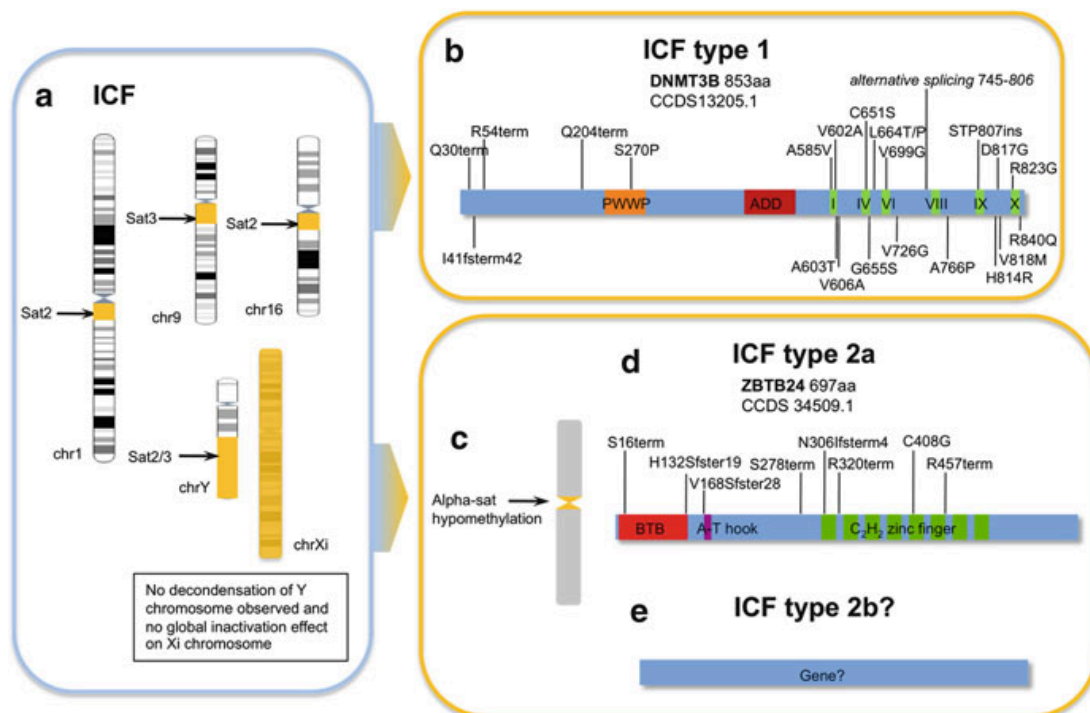 a
ICF
Sat3
Sat2
chr9
chr16
Sat2
chr1
Sat2/3
chrY
chrXi
No decondensation of Y
chromosome observed and
no global inactivation effect
on Xi chromosome
b
ICF type 1
DNMT3B 853aa
CCDS13205.1
alternative splicing 745-806
C651S
R54term
Q204term
V602A
L664T/P
STP807ins
Q30term
S270P
A585V
V699G
D817G
R823G
PWWP
ADD
I
IV
VI
VIII
IX
X
I41fsterm42
A603T
V606A
G655S
V726G
A766P
H814R
V818M
R840Q
c
Alpha-sat
hypomethylation
d
ICF type 2a
ZBTB24 697aa
CCDS 34509.1
S16term
N306Ifsterm4
C408G
H132Sfster19
S278term
R320term
R457term
V168Sfster28
BTB
A-T hook
C₂H₂ zinc finger
e
ICF type 2b?
Gene?